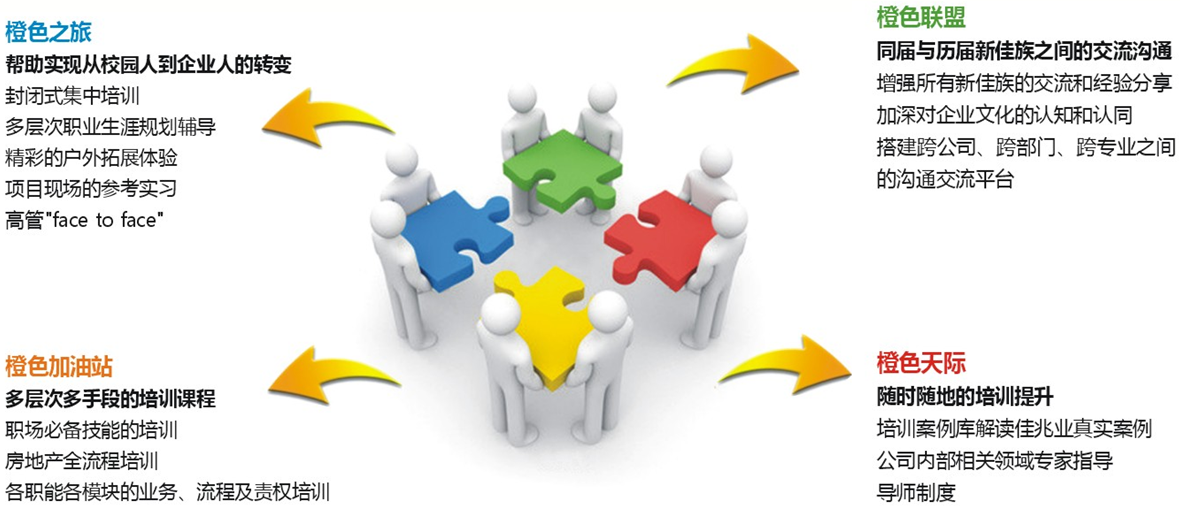 橙色之旅
帮助实现从校园人到企业人的转变
封闭式集中培训
多层次职业生涯规划辅导
精彩的户外拓展体验
项目现场的参考实习
高管"face to face"
橙色联盟
同届与历届新佳族之间的交流沟通
增强所有新佳族的交流和经验分享
加深对企业文化的认知和认同
搭建跨公司、跨部门、跨专业之间
的沟通交流平台
橙色加油站
多层次多手段的培训课程
职场必备技能的培训
房地产全流程培训
各职能各模块的业务、流程及责权培训
橙色天际
随时随地的培训提升
培训案例库解读佳兆业真实案例
公司内部相关领域专家指导
导师制度